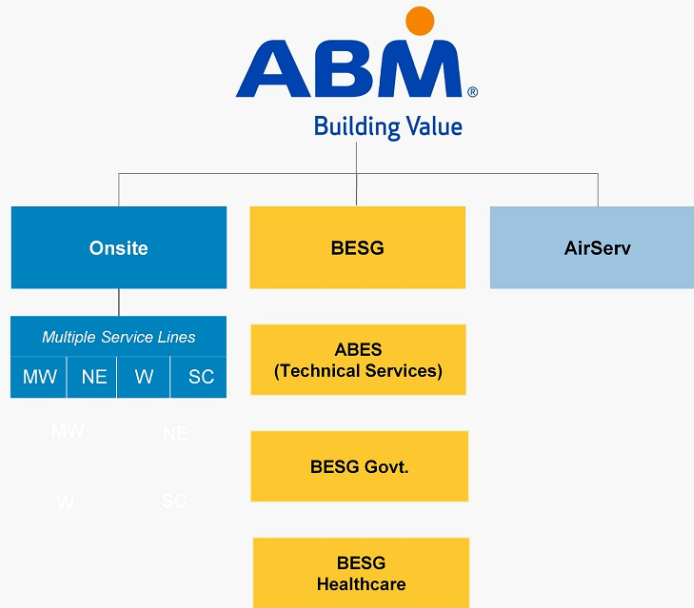 ABM®
Building Value
Onsite
BESG
AirServ
Multiple Service Lines
MW NE W SC
ABES
(Technical Services)
MW NE
BESG Govt.
W SC
BESG
Healthcare